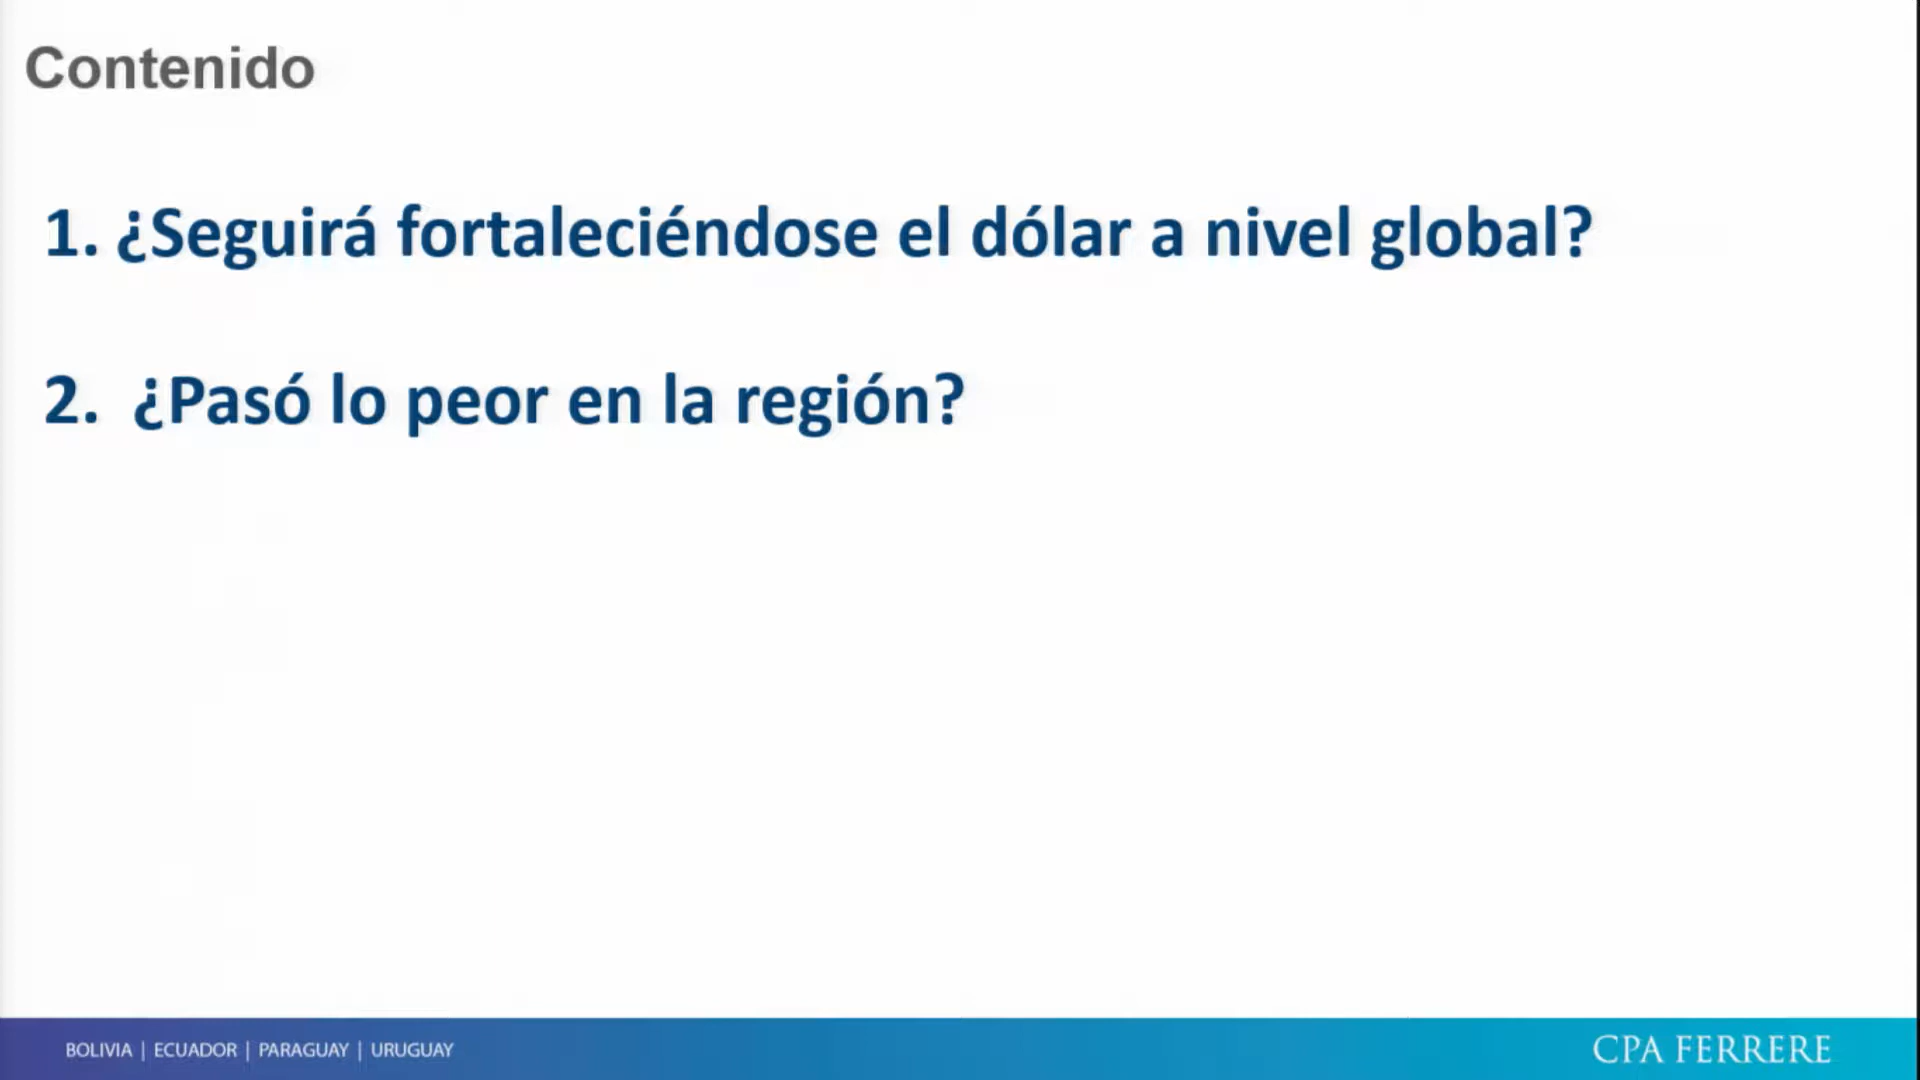 Contenido
1. ¿Seguirá fortaleciéndose el dólar a nivel global?
2. ¿Pasó lo peor en la región?
BOLIVIA | ECUADOR | PARAGUAY | URUGUAY
CPA FERRERE